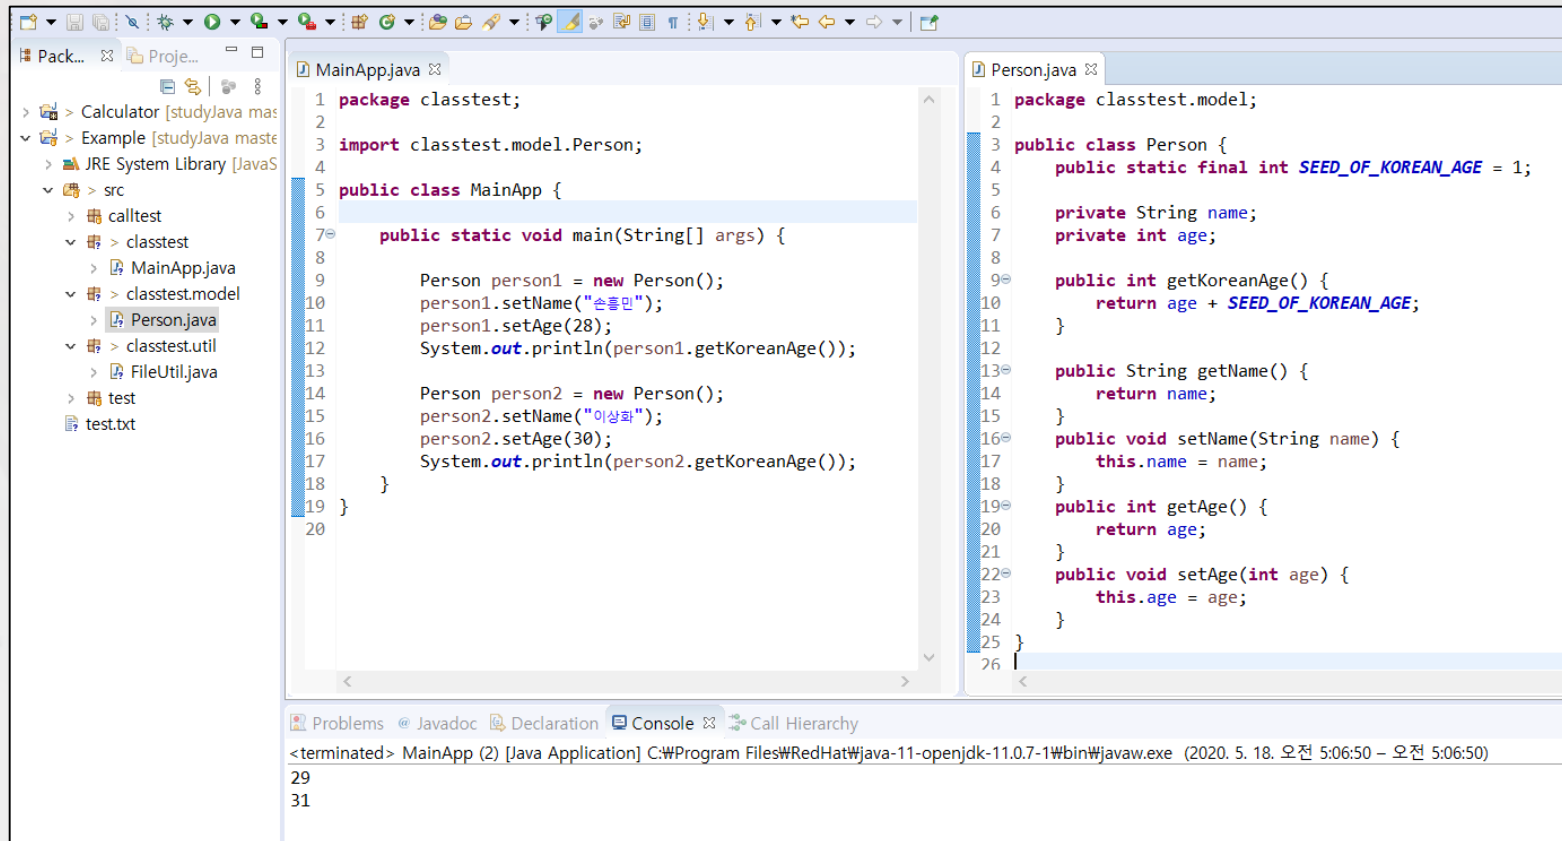 Pack...
Proje...
> Calculator [studyJava mas
> Example [studyJava maste
JRE System Library [JavaS
> src
calltest
> classtest
MainApp.java
> classtest.model
Person.java
> classtest.util
FileUtil.java
test
test.txt
MainApp.java
1 package classtest;
2
3 import classtest.model.Person;
4
5 public class MainApp {
6
7 public static void main(String[] args) {
8
9 Person person1 = new Person();
10 person1.setName("손흥민");
11 person1.setAge(28);
12 System.out.println(person1.getKoreanAge());
13
14 Person person2 = new Person();
15 person2.setName("이상화");
16 person2.setAge(30);
17 System.out.println(person2.getKoreanAge());
18 }
19 }
20
Person.java
1 package classtest.model;
2
3 public class Person {
4 public static final int SEED_OF_KOREAN_AGE = 1;
5
6 private String name;
7 private int age;
8
9 public int getKoreanAge() {
10 return age + SEED_OF_KOREAN_AGE;
11 }
12
13 public String getName() {
14 return name;
15 }
16 public void setName(String name) {
17 this.name = name;
18 }
19 public int getAge() {
20 return age;
21 }
22 public void setAge(int age) {
23 this.age = age;
24 }
25 }
26
Problems @ Javadoc Declaration Console Call Hierarchy
<terminated> MainApp (2) [Java Application] C:₩Program Files₩RedHat₩java-11-openjdk-11.0.7-1₩bin₩javaw.exe (2020. 5. 18. 오전 5:06:50 – 오전 5:06:50)
29
31